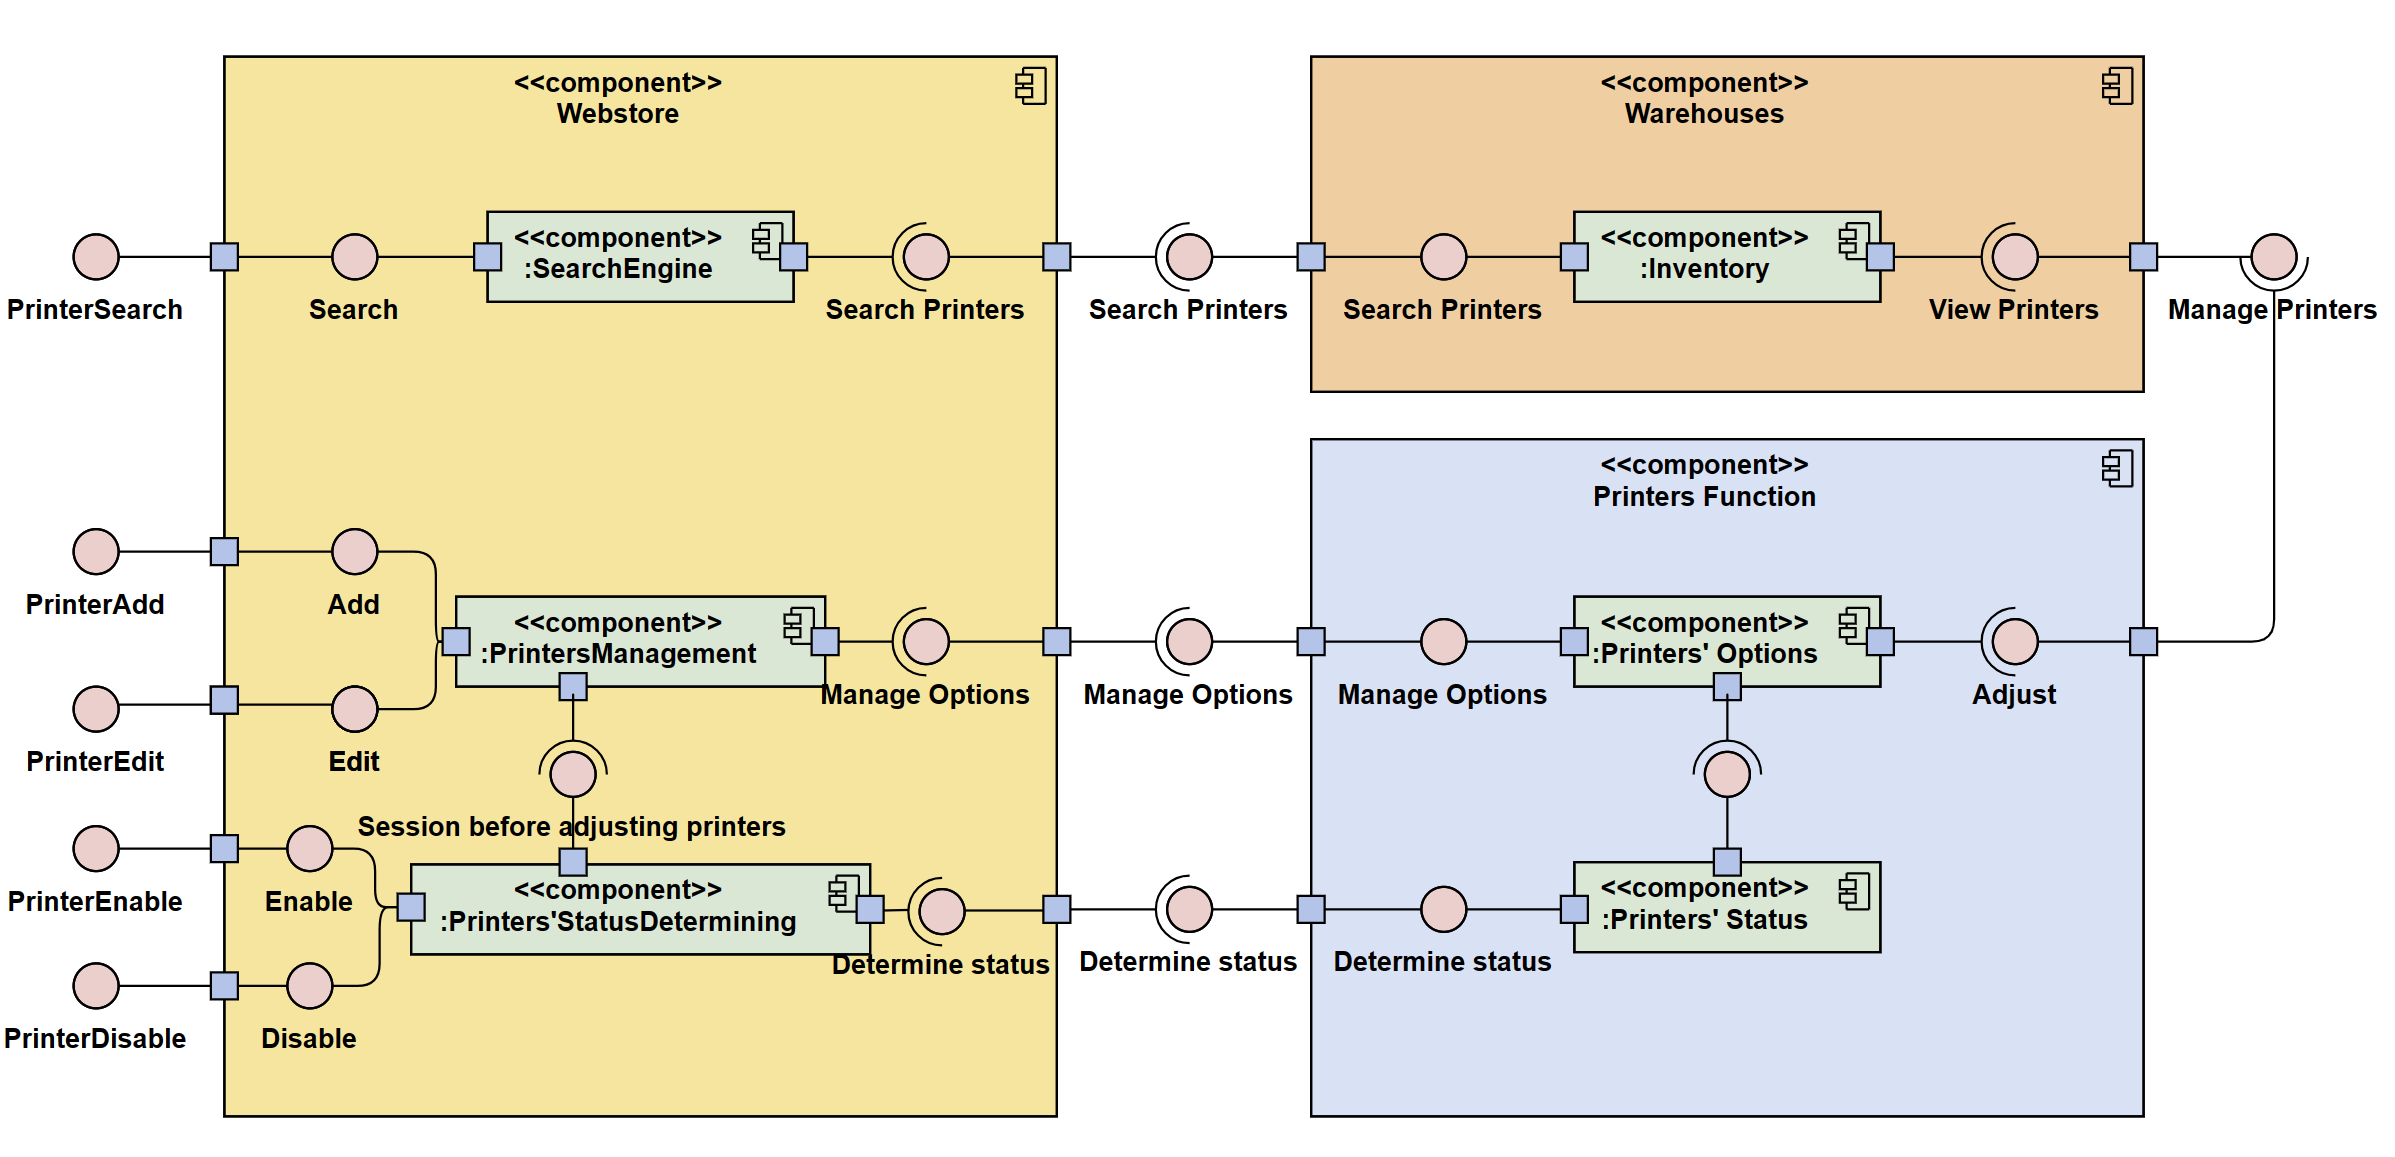 <<component>>
Webstore
<<component>>
Warehouses
<<component>>
:SearchEngine
<<component>>
:Inventory
PrinterSearch
Search
Search Printers
Search Printers
Search Printers
View Printers
Manage Printers
<<component>>
Printers Function
PrinterAdd
Add
<<component>>
:PrintersManagement
<<component>>
:Printers' Options
Manage Options
Manage Options
Manage Options
Adjust
PrinterEdit
Edit
Session before adjusting printers
PrinterEnable
Enable
<<component>>
:Printers'StatusDetermining
<<component>>
:Printers' Status
Determine status
Determine status
Determine status
PrinterDisable
Disable